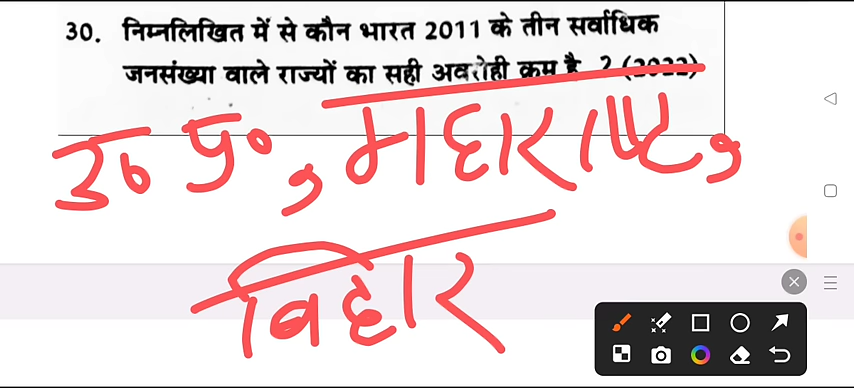 30. निम्नलिखित में से कौन भारत 2011 के तीन सर्वाधिक
जनसंख्या वाले राज्यों का सही अवरोही क्रम है ? (2022)
उ० प्र०, महाराष्ट्र,
बिहार